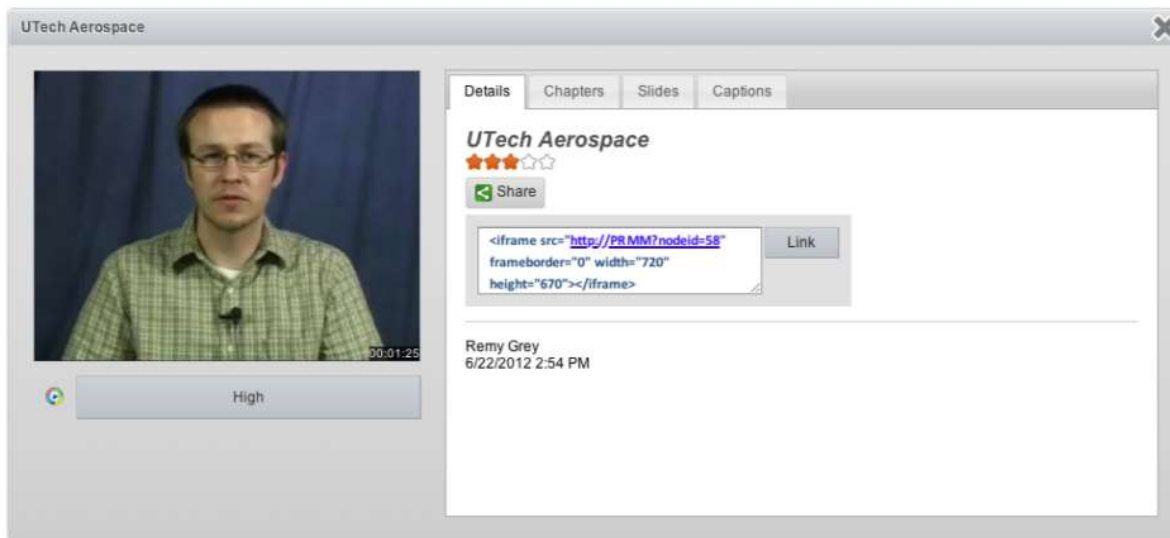 UTech Aerospace
00:01:25
High
Details Chapters Slides Captions
UTech Aerospace
Share
<iframe src="http://PRMM?nodeid=58"
frameborder="0" width="720"
height="670"></iframe>
Link
Remy Grey
6/22/2012 2:54 PM